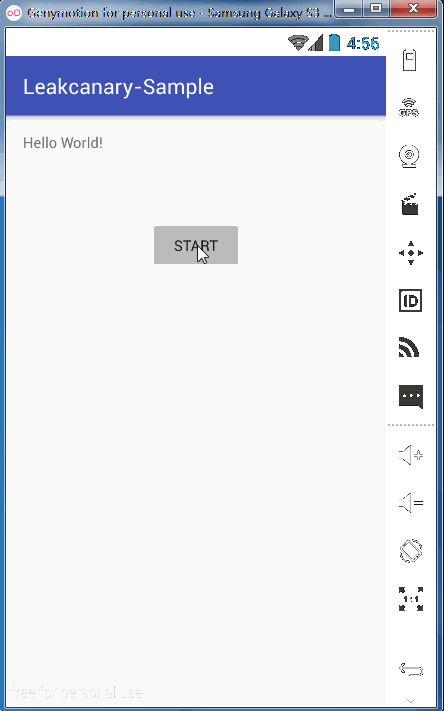 Genymotion for personal use - Samsung Galaxy S3 ...
4:56
Leakcanary-Sample
Hello World!
START
GPS
ID
1:1
free for personal use